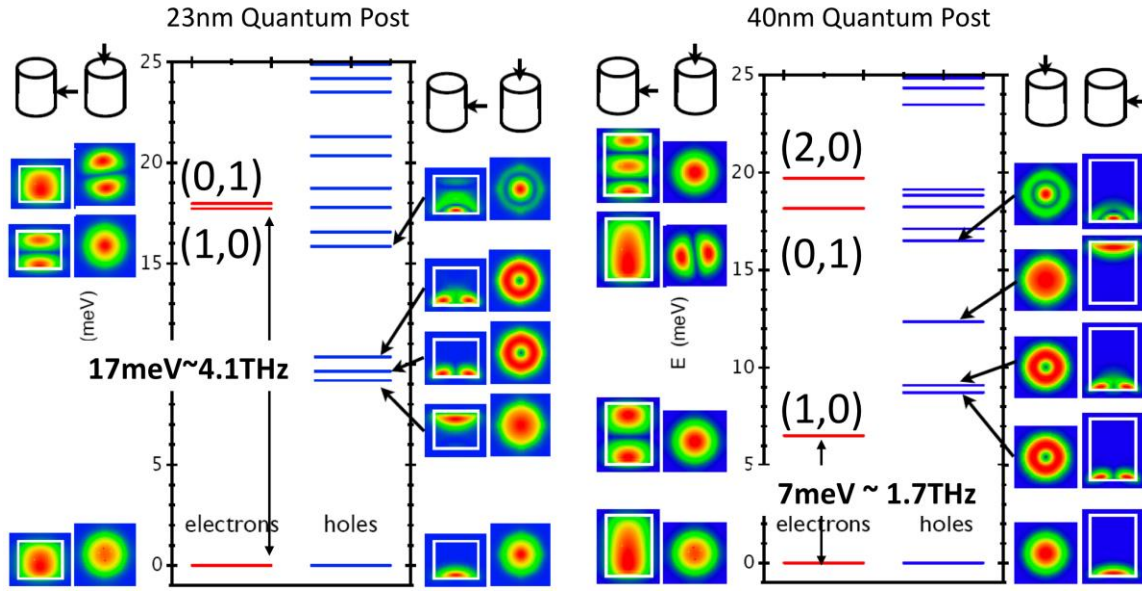 23nm Quantum Post
40nm Quantum Post
25
20
15
5
0
(meV)
(0,1)
(1,0)
17meV~4.1THz
electrons
holes
25
20
15
10
5
0
E (meV)
(2,0)
(0,1)
(1,0)
7meV ~ 1.7THz
electrons
holes